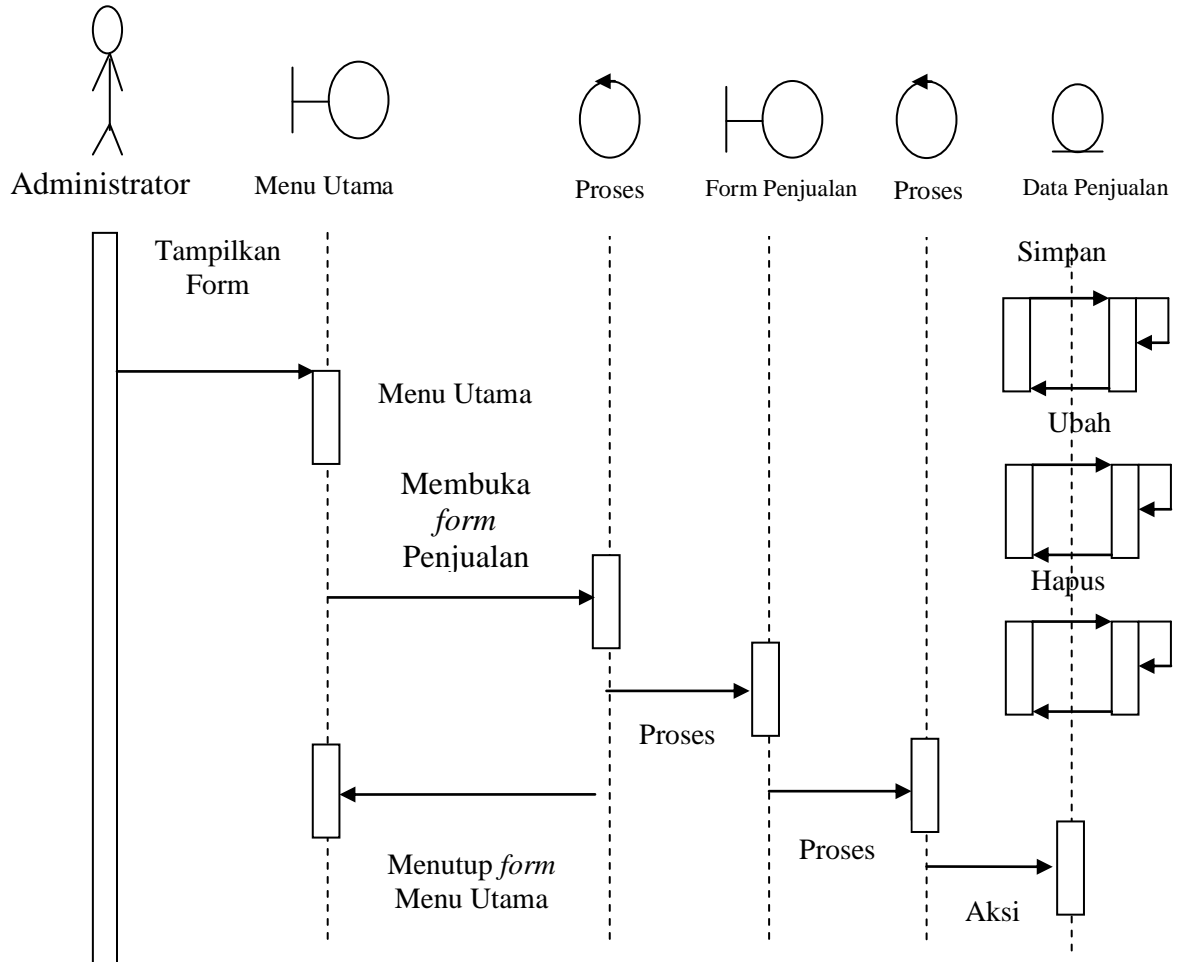 Administrator
Menu Utama
Proses
Form Penjualan
Proses
Data Penjualan
Tampilkan
Form
Simpan
Menu Utama
Ubah
Membuka
form
Penjualan
Hapus
Proses
Menutup form
Menu Utama
Proses
Aksi